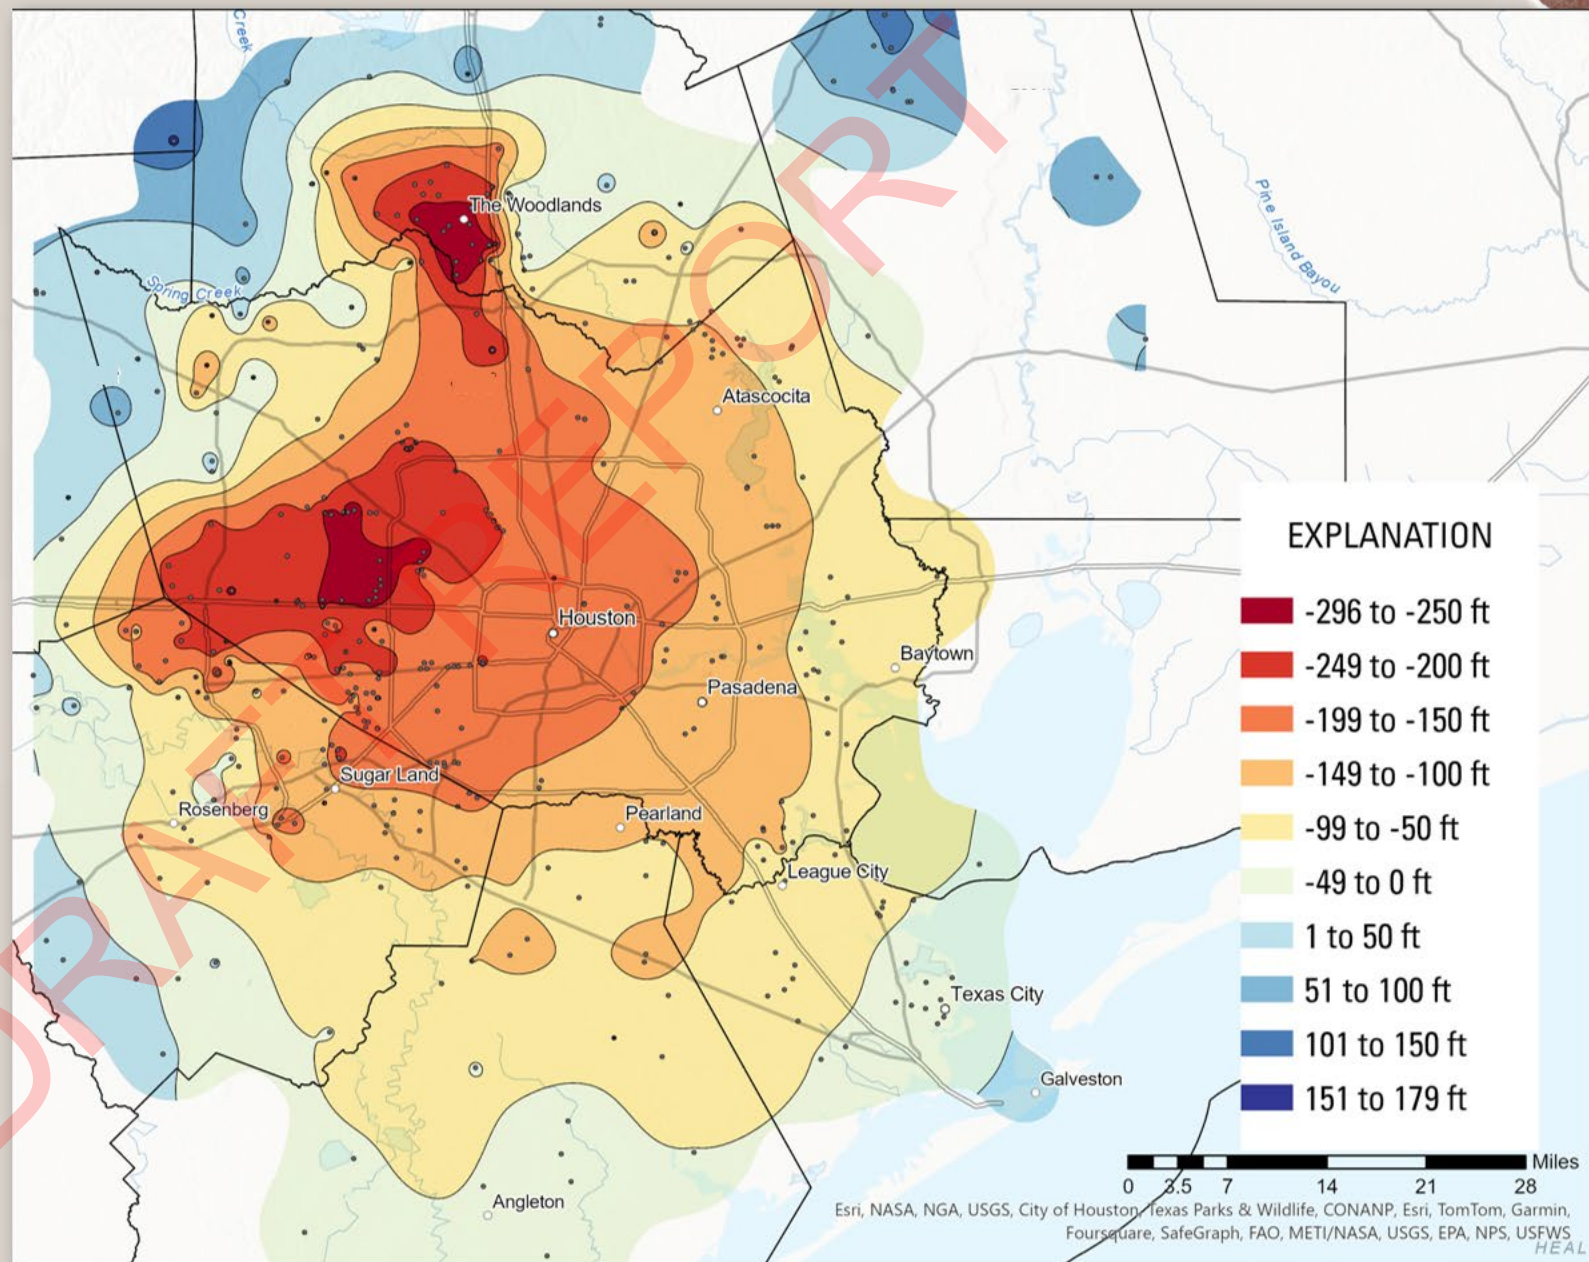 Creek
The Woodlands
Spring Creek
Pine Island Bayou
Atascocita
Houston
Baytown
Pasadena
Sugar Land
Rosenberg
Pearland
League City
Texas City
Galveston
Angleton
DRAFT REPORT
EXPLANATION
-296 to -250 ft
-249 to -200 ft
-199 to -150 ft
-149 to -100 ft
-99 to -50 ft
-49 to 0 ft
1 to 50 ft
51 to 100 ft
101 to 150 ft
151 to 179 ft
Miles
0 3.5 7 14 21 28
Esri, NASA, NGA, USGS, City of Houston, Texas Parks & Wildlife, CONANP, Esri, TomTom, Garmin,
Foursquare, SafeGraph, FAO, METI/NASA, USGS, EPA, NPS, USFWS
HEAL